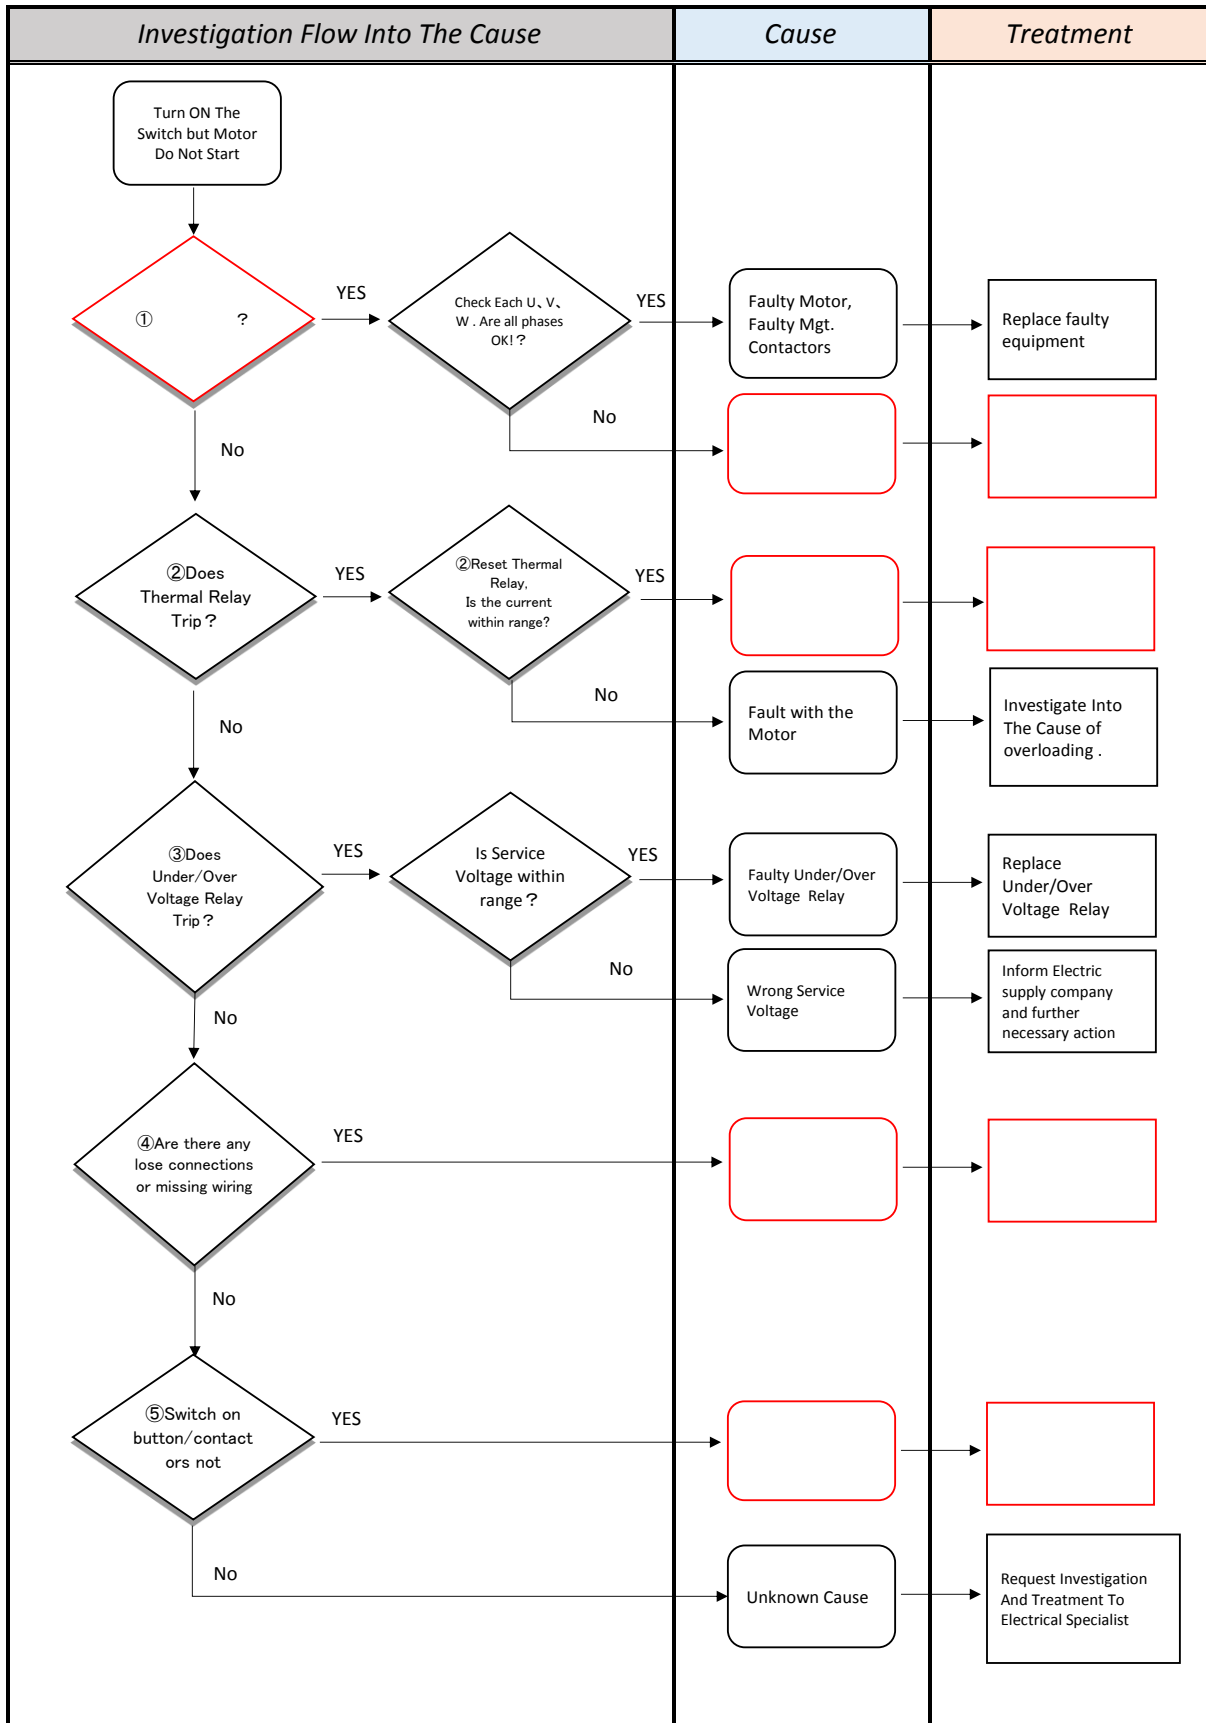 Investigation Flow Into The Cause
Cause
Treatment
Turn ON The
Switch but Motor
Do Not Start
① ?
YES
Check Each U、V、
W . Are all phases
OK!？
YES
Faulty Motor,
Faulty Mgt.
Contactors
Replace faulty
equipment
No
No
②Does
Thermal Relay
Trip？
YES
②Reset Thermal
Relay,
Is the current
within range?
YES
No
Fault with the
Motor
Investigate Into
The Cause of
overloading .
No
③Does
Under/Over
Voltage Relay
Trip？
YES
Is Service
Voltage within
range？
YES
Faulty Under/Over
Voltage Relay
Replace
Under/Over
Voltage Relay
No
Wrong Service
Voltage
Inform Electric
supply company
and further
necessary action
No
④Are there any
lose connections
or missing wiring
YES
No
⑤Switch on
button/contact
ors not
YES
No
Unknown Cause
Request Investigation
And Treatment To
Electrical Specialist